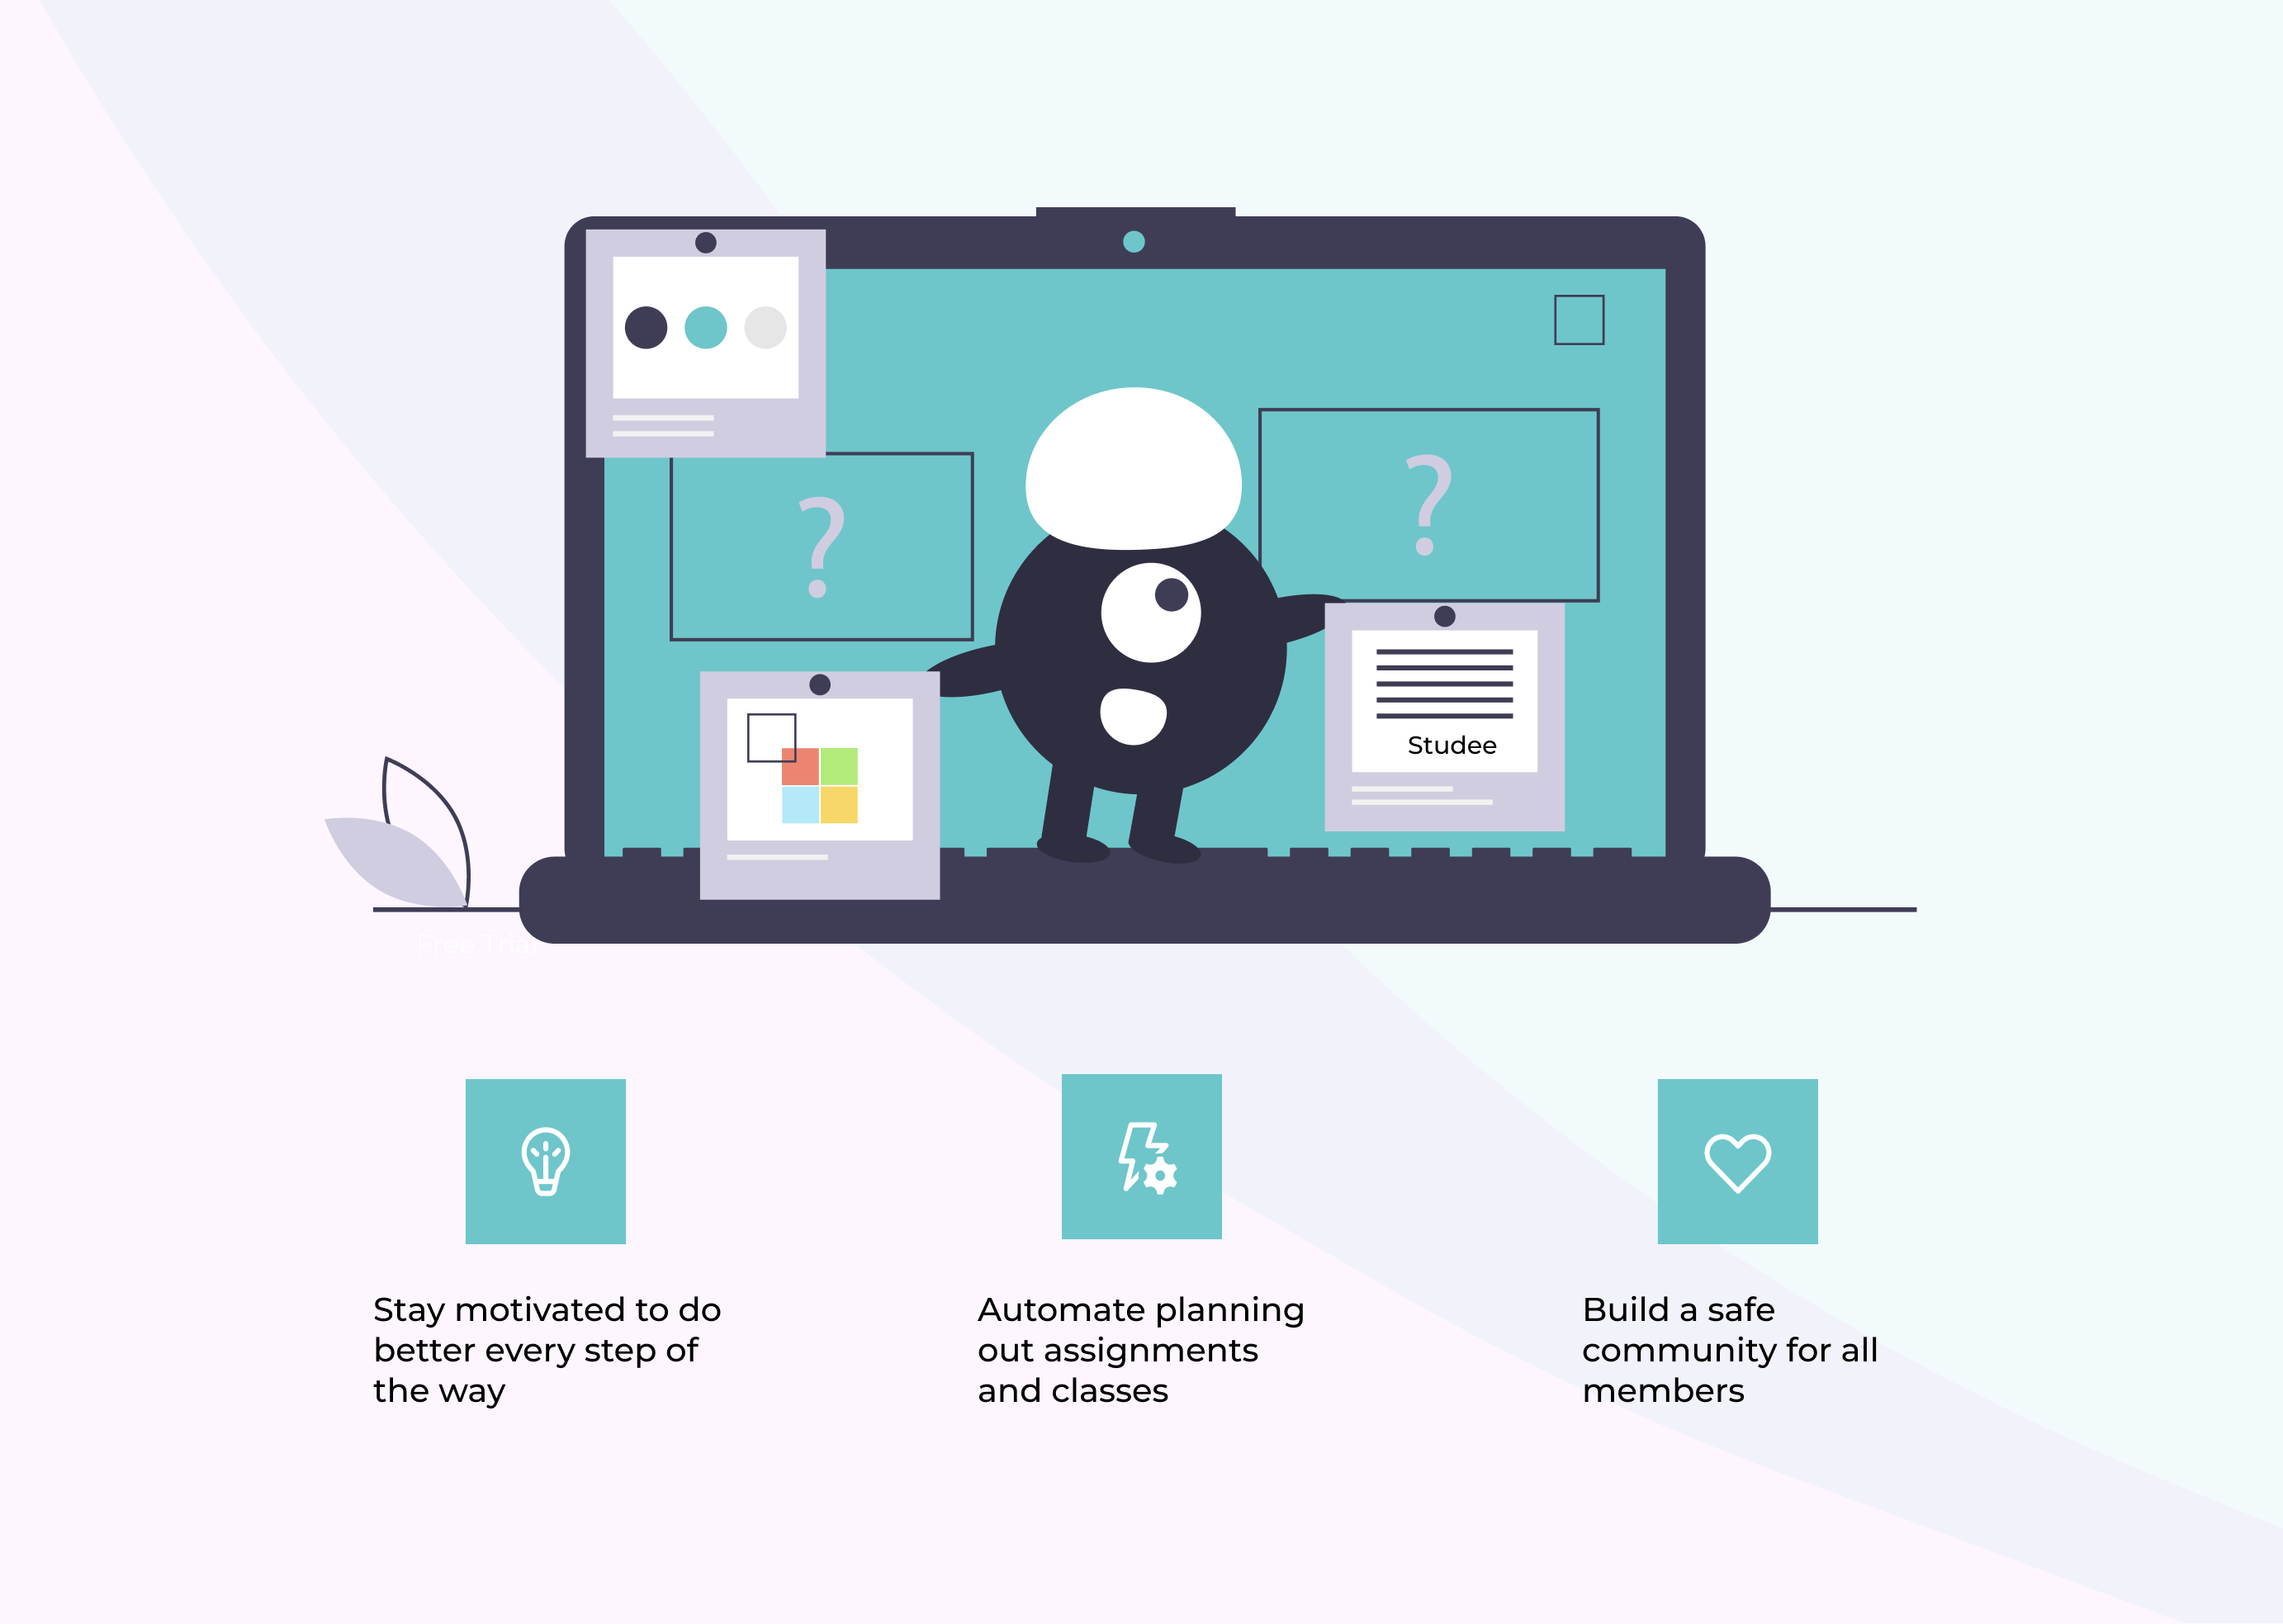 ?
?
Studee
Free Tria
Stay motivated to do
better every step of
the way
Automate planning
out assignments
and classes
Build a safe
community for all
members